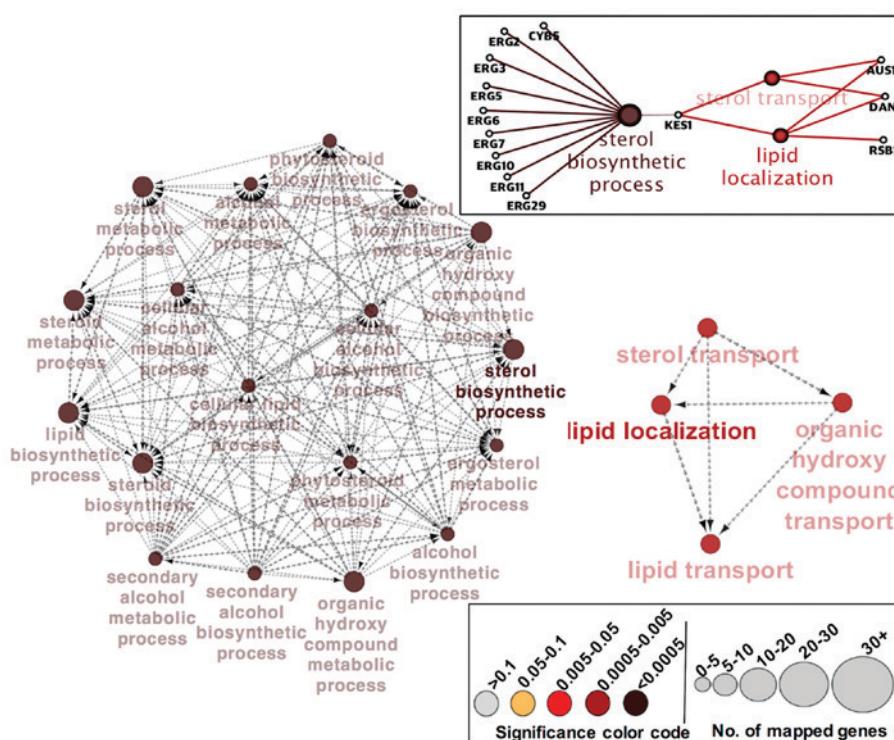 CYB5
ERG2
ERG3
ERG5
ERG6
ERG7
ERG10
ERG11
ERG29
sterol
biosynthetic
process
KES1
sterol transport
lipid
localization
AUS1
DAN
RSB1
phytosteroid
biosynthetic
process
sterol
metabolic
process
alcohol
metabolic
process
ergosterol
biosynthetic
process
organic
hydroxy
compound
biosynthetic
process
steroid
metabolic
process
cellular
alcohol
metabolic
process
cellular
alcohol
biosynthetic
process
sterol
biosynthetic
process
cellular lipid
biosynthetic
process
lipid
biosynthetic
process
steroid
biosynthetic
process
phytosteroid
metabolic
process
ergosterol
metabolic
process
alcohol
biosynthetic
process
secondary
alcohol
metabolic
process
secondary
alcohol
biosynthetic
process
organic
hydroxy
compound
metabolic
process
sterol transport
lipid localization
organic
hydroxy
compound
transport
lipid transport
>0.1
0.05-0.1
0.005-0.05
0.0005-0.005
<0.0005
Significance color code
0-5
5-10
10-20
20-30
30+
No. of mapped genes